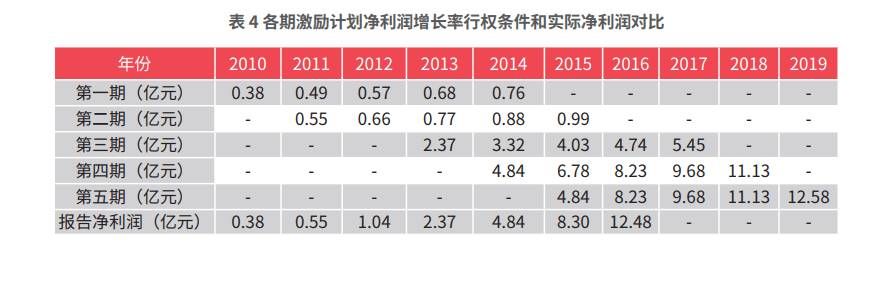 表 4 各期激励计划净利润增长率行权条件和实际净利润对比
年份 2010 2011 2012 2013 2014 2015 2016 2017 2018 2019
第一期（亿元） 0.38 0.49 0.57 0.68 0.76 - - - - -
第二期（亿元） - 0.55 0.66 0.77 0.88 0.99 - - - -
第三期（亿元） - - - 2.37 3.32 4.03 4.74 5.45 - -
第四期（亿元） - - - - 4.84 6.78 8.23 9.68 11.13 -
第五期（亿元） - - - - - 4.84 8.23 9.68 11.13 12.58
报告净利润（亿元） 0.38 0.55 1.04 2.37 4.84 8.30 12.48 - - -